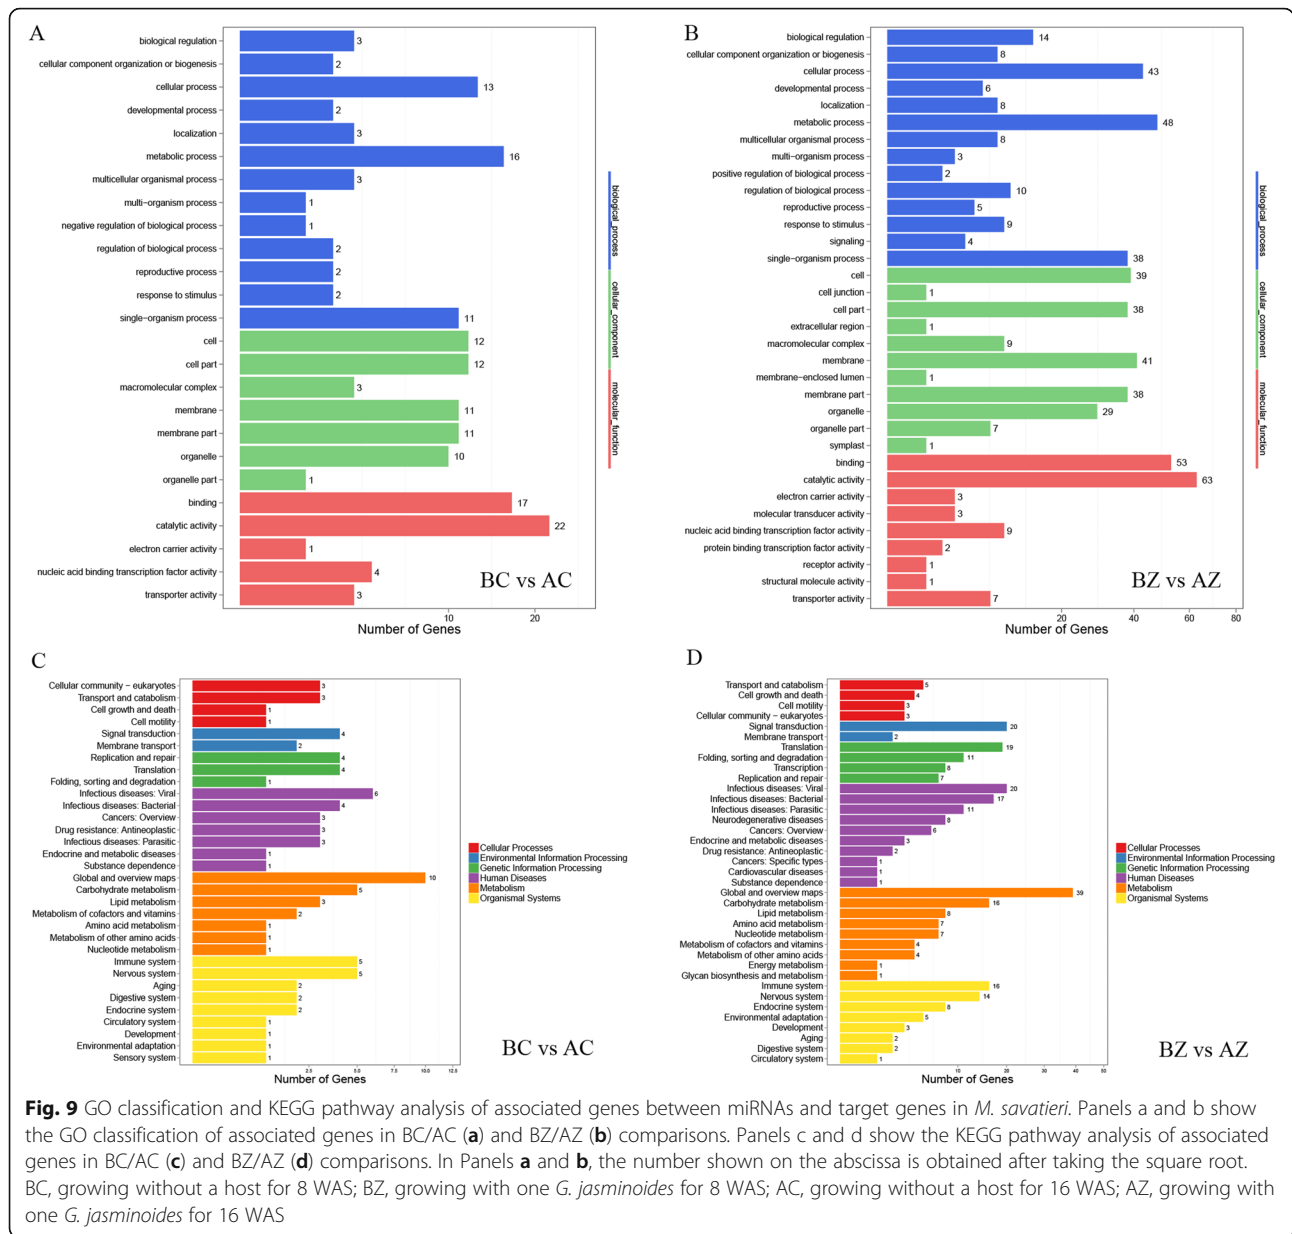 A
biological regulation 3
cellular component organization or biogenesis 2
cellular process 13
developmental process 2
localization 3
metabolic process 16
multicellular organismal process 3
multi−organism process 1
negative regulation of biological process 1
regulation of biological process 2
reproductive process 2
response to stimulus 2
single−organism process 11
cell 12
cell part 12
macromolecular complex 3
membrane 11
membrane part 11
organelle 10
organelle part 1
binding 17
catalytic activity 22
electron carrier activity 1
nucleic acid binding transcription factor activity 4
transporter activity 3
BC vs AC
10 20
Number of Genes
biological_process
cellular_component
molecular_function
B
biological regulation 14
cellular component organization or biogenesis 8
cellular process 43
developmental process 6
localization 8
metabolic process 48
multicellular organismal process 8
multi−organism process 3
positive regulation of biological process 2
regulation of biological process 10
reproductive process 5
response to stimulus 9
signaling 4
single−organism process 38
cell 39
cell junction 1
cell part 38
extracellular region 1
macromolecular complex 9
membrane 41
membrane−enclosed lumen 1
membrane part 38
organelle 29
organelle part 7
symplast 1
binding 53
catalytic activity 63
electron carrier activity 3
molecular transducer activity 3
nucleic acid binding transcription factor activity 9
protein binding transcription factor activity 2
receptor activity 1
structural molecule activity 1
transporter activity 7
BZ vs AZ
20 40 60 80
Number of Genes
biological_process
cellular_component
molecular_function
C
Cellular community − eukaryotes 3
Transport and catabolism 3
Cell growth and death 1
Cell motility 1
Signal transduction 4
Membrane transport 2
Replication and repair 4
Translation 4
Folding, sorting and degradation 1
Infectious diseases: Viral 6
Infectious diseases: Bacterial 4
Cancers: Overview 3
Drug resistance: Antineoplastic 3
Infectious diseases: Parasitic 3
Endocrine and metabolic diseases 1
Substance dependence 1
Global and overview maps 10
Carbohydrate metabolism 5
Lipid metabolism 3
Metabolism of cofactors and vitamins 2
Amino acid metabolism 1
Metabolism of other amino acids 1
Nucleotide metabolism 1
Immune system 5
Nervous system 5
Aging 2
Digestive system 2
Endocrine system 2
Circulatory system 1
Development 1
Environmental adaptation 1
Sensory system 1
2.5 5.0 7.5 10.0 12.5
Number of Genes
Cellular Processes
Environmental Information Processing
Genetic Information Processing
Human Diseases
Metabolism
Organismal Systems
BC vs AC
D
Transport and catabolism 5
Cell growth and death 4
Cell motility 3
Cellular community − eukaryotes 3
Signal transduction 20
Membrane transport 2
Translation 19
Folding, sorting and degradation 11
Transcription 8
Replication and repair 7
Infectious diseases: Viral 20
Infectious diseases: Bacterial 17
Infectious diseases: Parasitic 11
Neurodegenerative diseases 8
Cancers: Overview 6
Endocrine and metabolic diseases 3
Drug resistance: Antineoplastic 2
Cancers: Specific types 1
Cardiovascular diseases 1
Substance dependence 1
Global and overview maps 39
Carbohydrate metabolism 16
Lipid metabolism 8
Amino acid metabolism 7
Nucleotide metabolism 7
Metabolism of cofactors and vitamins 4
Metabolism of other amino acids 4
Energy metabolism 1
Glycan biosynthesis and metabolism 1
Immune system 16
Nervous system 14
Endocrine system 8
Environmental adaptation 5
Development 3
Aging 2
Digestive system 2
Circulatory system 1
10 20 30 40 50
Number of Genes
Cellular Processes
Environmental Information Processing
Genetic Information Processing
Human Diseases
Metabolism
Organismal Systems
BZ vs AZ
Fig. 9 GO classification and KEGG pathway analysis of associated genes between miRNAs and target genes in M. savatieri. Panels a and b show
the GO classification of associated genes in BC/AC (a) and BZ/AZ (b) comparisons. Panels c and d show the KEGG pathway analysis of associated
genes in BC/AC (c) and BZ/AZ (d) comparisons. In Panels a and b, the number shown on the abscissa is obtained after taking the square root.
BC, growing without a host for 8 WAS; BZ, growing with one G. jasminoides for 8 WAS; AC, growing without a host for 16 WAS; AZ, growing with
one G. jasminoides for 16 WAS